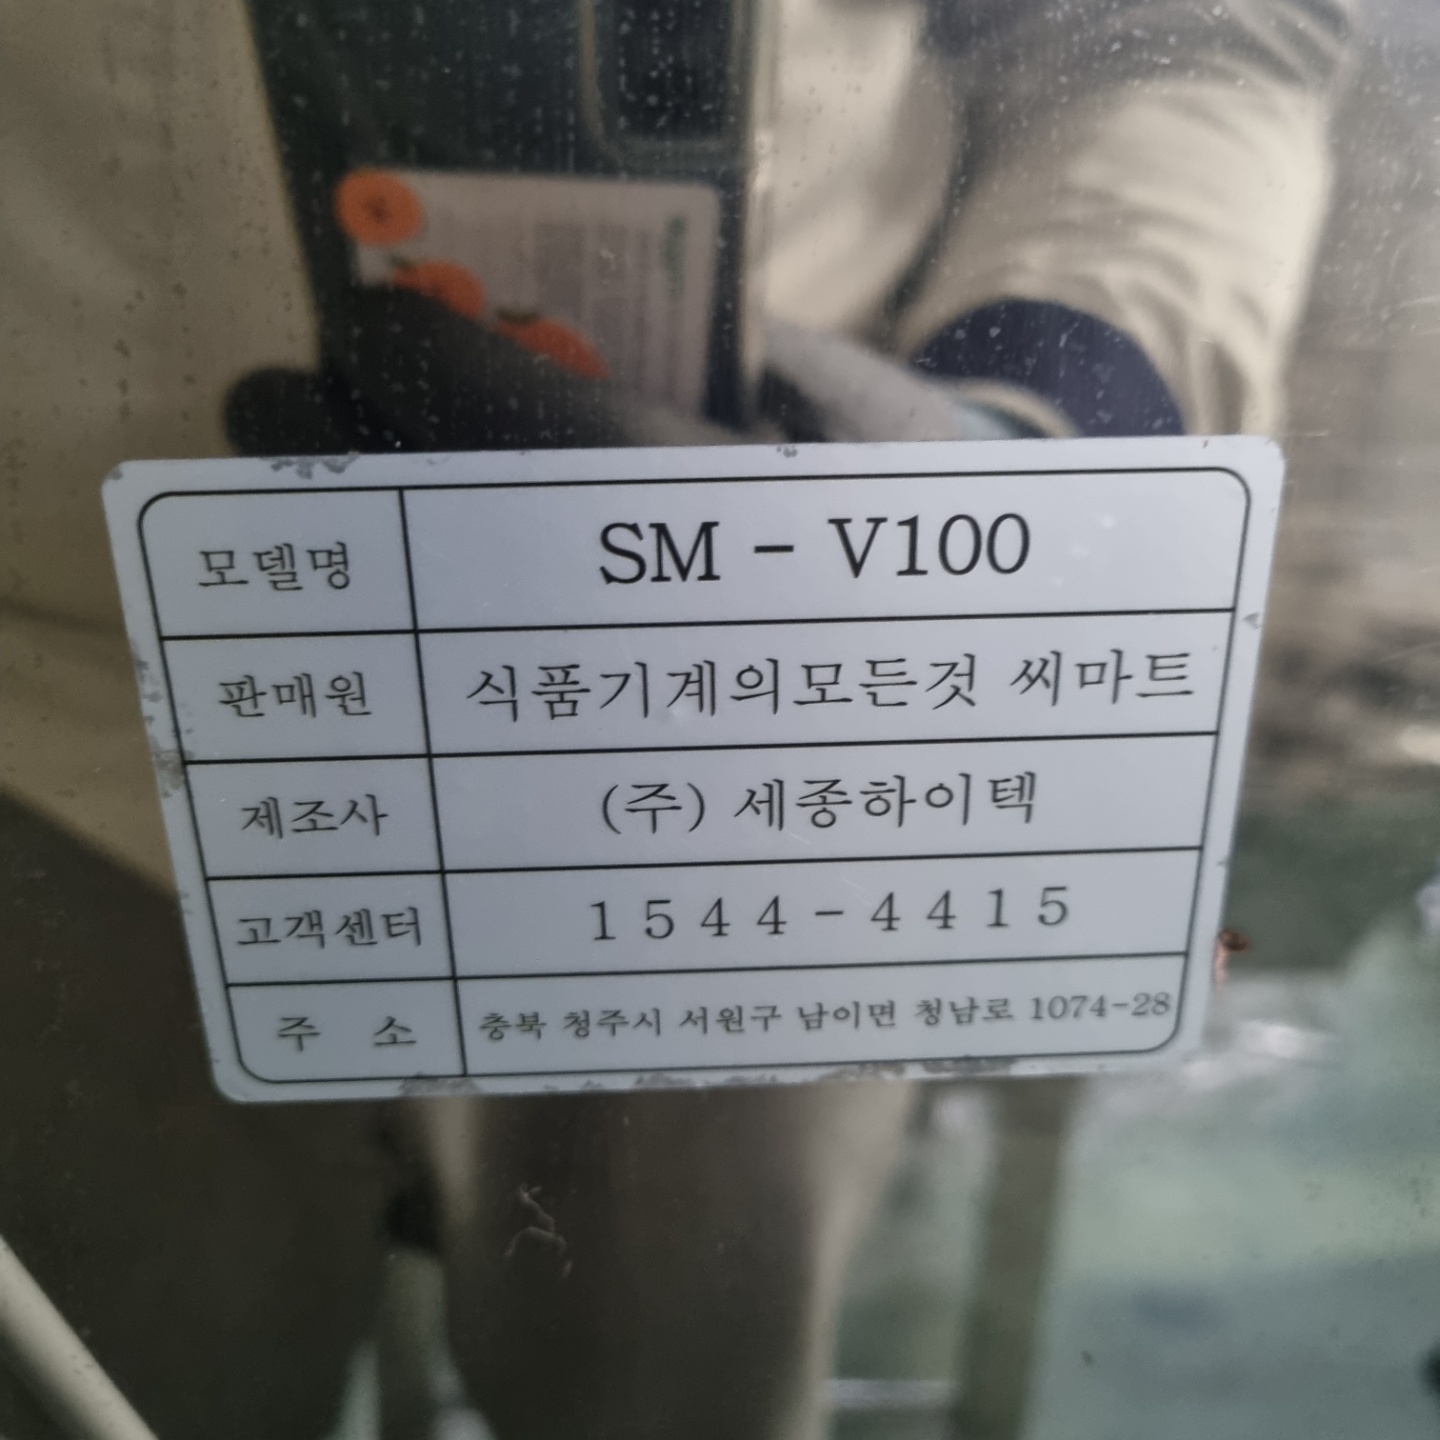 모델명 SM - V100
판매원 식품기계의모든것 씨마트
제조사 (주) 세종하이텍
고객센터 1544-4415
주 소 충북 청주시 서원구 남이면 청남로 1074-28